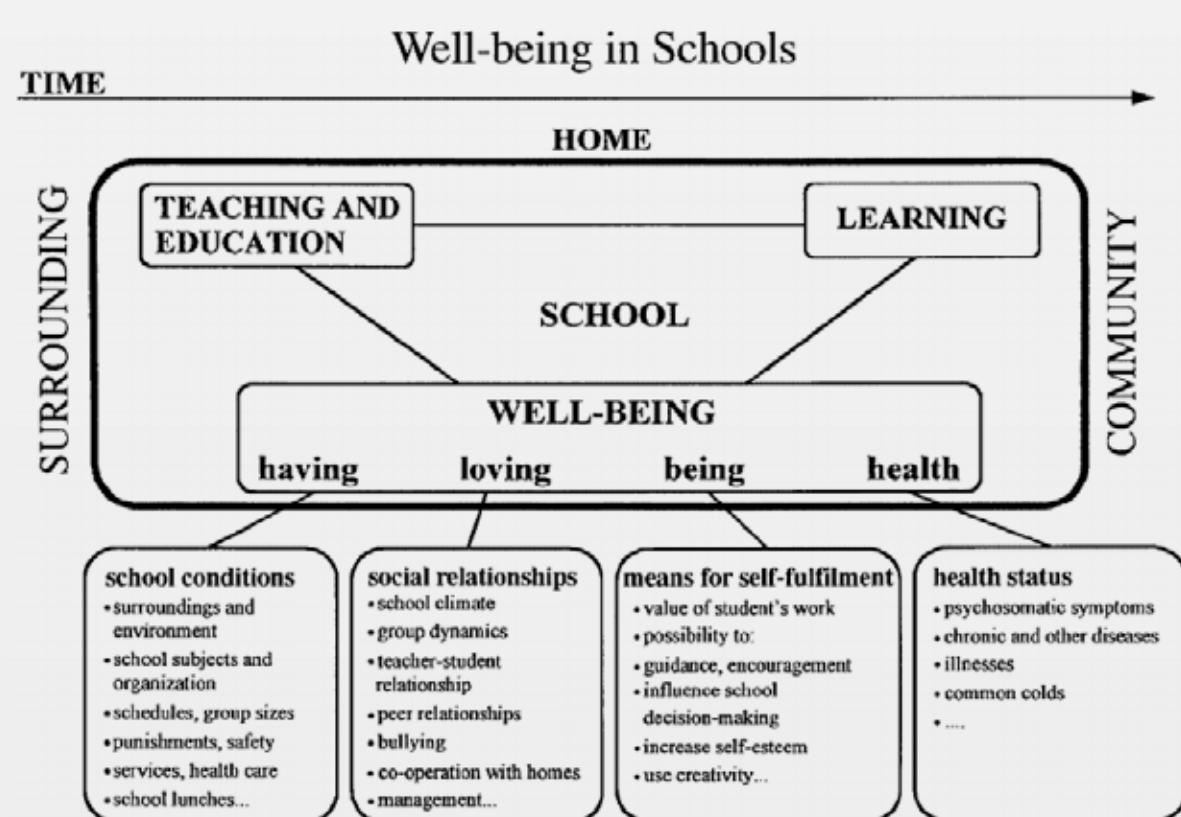 Well-being in Schools
TIME
HOME
SURROUNDING
COMMUNITY
TEACHING AND
EDUCATION
LEARNING
SCHOOL
WELL-BEING
having
loving
being
health
school conditions
• surroundings and
environment
• school subjects and
organization
• schedules, group sizes
• punishments, safety
• services, health care
• school lunches...
social relationships
• school climate
• group dynamics
• teacher-student
relationship
• peer relationships
• bullying
• co-operation with homes
• management...
means for self-fulfilment
• value of student's work
• possibility to:
• guidance, encouragement
• influence school
decision-making
• increase self-esteem
• use creativity...
health status
• psychosomatic symptoms
• chronic and other diseases
• illnesses
• common colds
• ....